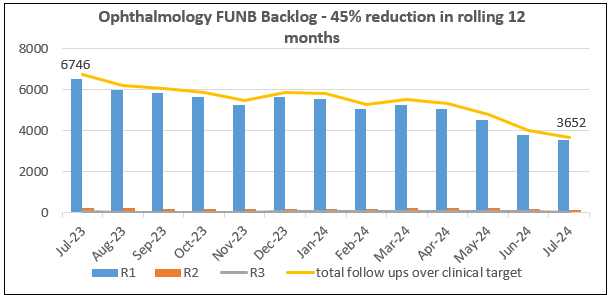 Ophthalmology FUNB Backlog - 45% reduction in rolling 12
months
8000
6746
6000
4000
3652
2000
0
Jul-23 Aug-23 Sep-23 Oct-23 Nov-23 Dec-23 Jan-24 Feb-24 Mar-24 Apr-24 May-24 Jun-24 Jul-24
R1 R2 R3 total follow ups over clinical target